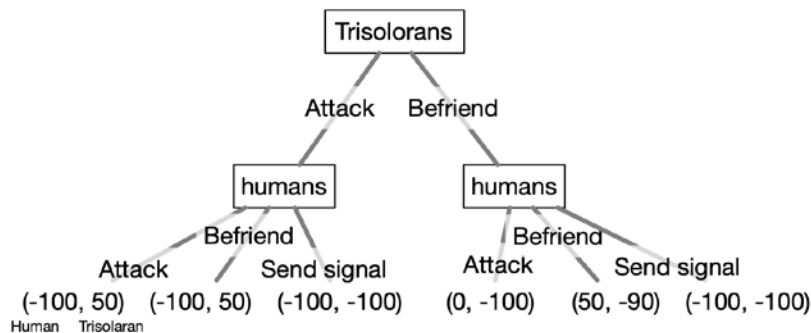 Trisolorans
Attack Befriend
humans humans
Befriend Befriend
Attack Send signal Attack Send signal
(-100, 50) (-100, 50) (-100, -100) (0, -100) (50, -90) (-100, -100)
Human Trisolaran